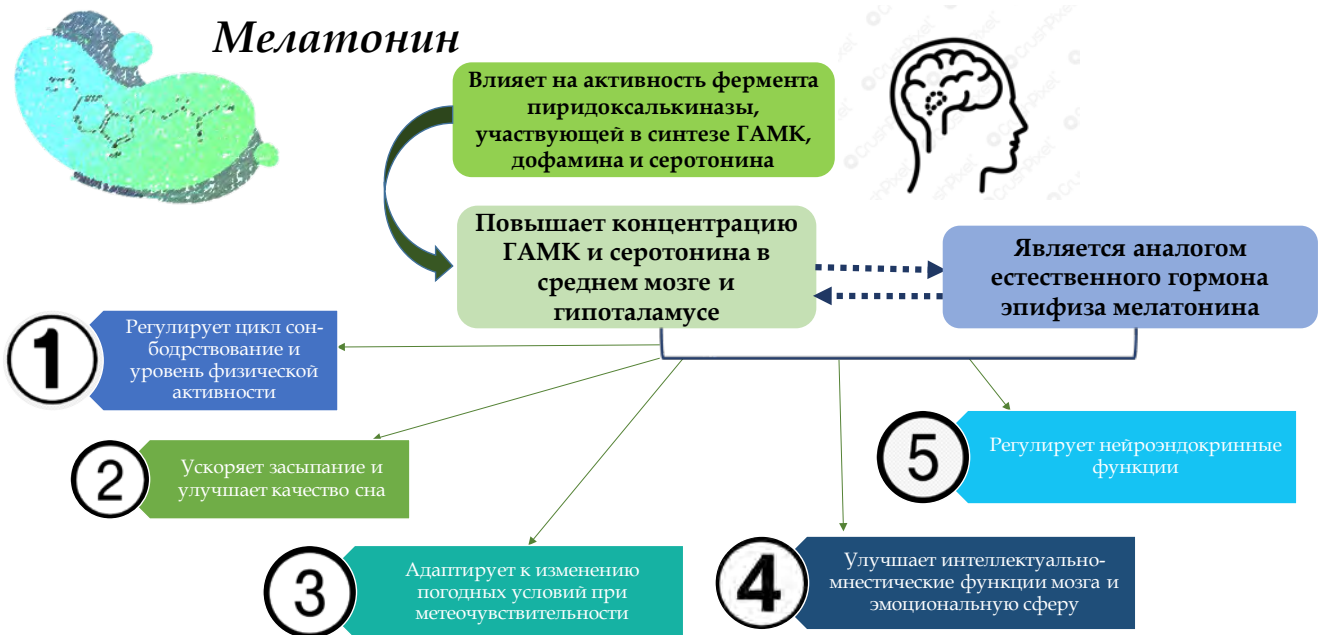 Мелатонин
Влияет на активность фермента
пиридоксалькиназы,
участвующей в синтезе ГАМК,
дофамина и серотонина
Повышает концентрацию
ГАМК и серотонина в
среднем мозге и
гипоталамусе
Является аналогом
естественного гормона
эпифиза мелатонина
1
Регулирует цикл сон-
бодрствование и
уровень физической
активности
2
Ускоряет засыпание и
улучшает качество сна
3
Адаптирует к изменению
погодных условий при
метеочувствительности
4
Улучшает интеллектуально-
мнестические функции мозга и
эмоциональную сферу
5
Регулирует нейроэндокринные
функции
CrushPixel